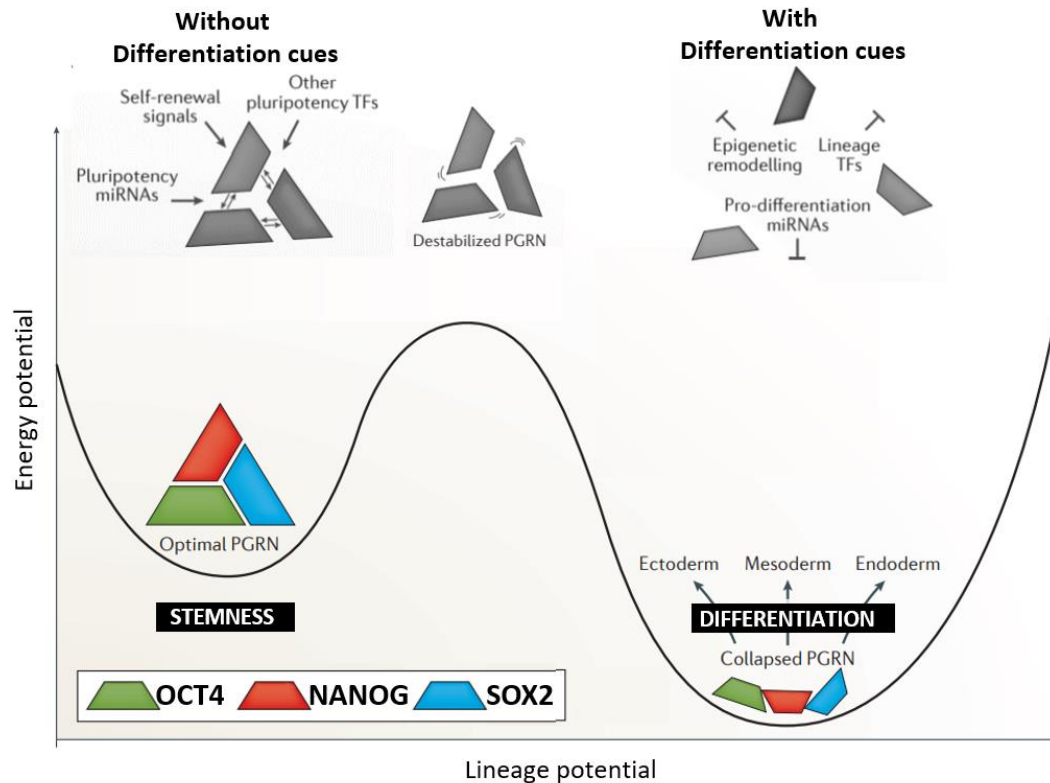 Without
Differentiation cues
With
Differentiation cues
Self-renewal
signals
Other
pluripotency TFs
Pluripotency
miRNAs
Destabilized PGRN
Epigenetic
remodelling
Lineage
TFs
Pro-differentiation
miRNAs
Energy potential
Optimal PGRN
STEMNESS
Ectoderm
Mesoderm
Endoderm
DIFFERENTIATION
Collapsed PGRN
OCT4
NANOG
SOX2
Lineage potential